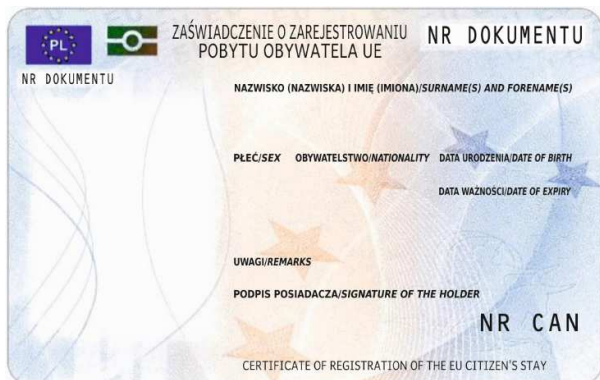 PL
ZAŚWIADCZENIE O ZAREJESTROWANIU
POBYTU OBYWATELA UE
NR DOKUMENTU
NR DOKUMENTU
NAZWISKO (NAZWISKA) I IMIĘ (IMIONA)/SURNAME(S) AND FORENAME(S)
PŁEĆ/SEX OBYWATELSTWO/NATIONALITY DATA URODZENIA/DATE OF BIRTH
DATA WAŻNOŚCI/DATE OF EXPIRY
UWAGI/REMARKS
PODPIS POSIADACZA/SIGNATURE OF THE HOLDER
NR CAN
CERTIFICATE OF REGISTRATION OF THE EU CITIZEN'S STAY